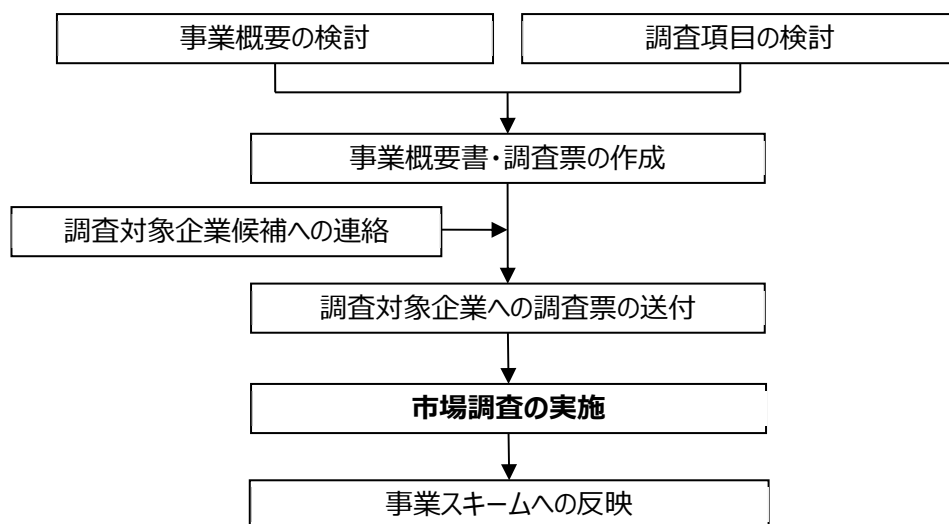 事業概要の検討
調査項目の検討
事業概要書・調査票の作成
調査対象企業候補への連絡
調査対象企業への調査票の送付
市場調査の実施
事業スキームへの反映